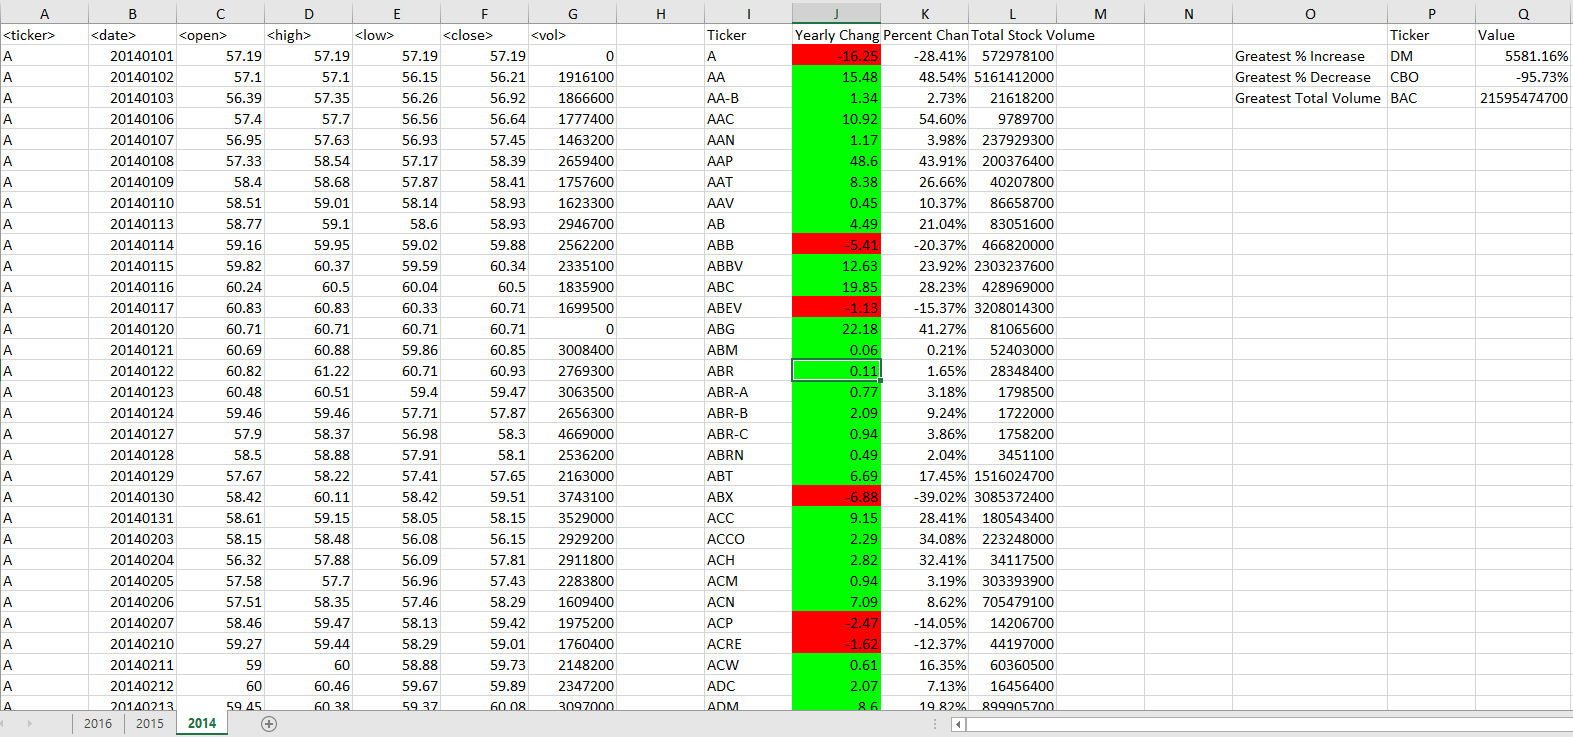 A B C D E F G H I J K L M N O P Q
<ticker> <date> <open> <high> <low> <close> <vol> Ticker Yearly Chang Percent Chan Total Stock Volume Ticker Value
A 20140101 57.19 57.19 57.19 57.19 0 A -16.25 -28.41% 572978100 Greatest % Increase DM 5581.16%
A 20140102 57.1 57.1 56.15 56.21 1916100 AA 15.48 48.54% 5161412000 Greatest % Decrease CBO -95.73%
A 20140103 56.39 57.35 56.26 56.92 1866600 AA-B 1.34 2.73% 21618200 Greatest Total Volume BAC 21595474700
A 20140106 57.4 57.7 56.56 56.64 1777400 AAC 10.92 54.60% 9789700
A 20140107 56.95 57.63 56.93 57.45 1463200 AAN 1.17 3.98% 237929300
A 20140108 57.33 58.54 57.17 58.39 2659400 AAP 48.6 43.91% 200376400
A 20140109 58.4 58.68 57.87 58.41 1757600 AAT 8.38 26.66% 40207800
A 20140110 58.51 59.01 58.14 58.93 1623300 AAV 0.45 10.37% 86658700
A 20140113 58.77 59.1 58.6 58.93 2946700 AB 4.49 21.04% 83051600
A 20140114 59.16 59.95 59.02 59.88 2562200 ABB -5.41 -20.37% 466820000
A 20140115 59.82 60.37 59.59 60.34 2335100 ABBV 12.63 23.92% 2303237600
A 20140116 60.24 60.5 60.04 60.5 1835900 ABC 19.85 28.23% 428969000
A 20140117 60.83 60.83 60.33 60.71 1699500 ABEV -1.13 -15.37% 3208014300
A 20140120 60.71 60.71 60.71 60.71 0 ABG 22.18 41.27% 81065600
A 20140121 60.69 60.88 59.86 60.85 3008400 ABM 0.06 0.21% 52403000
A 20140122 60.82 61.22 60.71 60.93 2769300 ABR 0.11 1.65% 28348400
A 20140123 60.48 60.51 59.4 59.47 3063500 ABR-A 0.77 3.18% 1798500
A 20140124 59.46 59.46 57.71 57.87 2656300 ABR-B 2.09 9.24% 1722000
A 20140127 57.9 58.37 56.98 58.3 4669000 ABR-C 0.94 3.86% 1758200
A 20140128 58.5 58.88 57.91 58.1 2536200 ABRN 0.49 2.04% 3451100
A 20140129 57.67 58.22 57.41 57.65 2163000 ABT 6.69 17.45% 1516024700
A 20140130 58.42 60.11 58.42 59.51 3743100 ABX -6.88 -39.02% 3085372400
A 20140131 58.61 59.15 58.05 58.15 3529000 ACC 9.15 28.41% 180543400
A 20140203 58.15 58.48 56.08 56.15 2929200 ACCO 2.29 34.08% 223248000
A 20140204 56.32 57.88 56.09 57.81 2911800 ACH 2.82 32.41% 34117500
A 20140205 57.58 57.7 56.96 57.43 2283800 ACM 0.94 3.19% 303393900
A 20140206 57.51 58.35 57.46 58.29 1609400 ACN 7.09 8.62% 705479100
A 20140207 58.46 59.47 58.13 59.42 1975200 ACP -2.47 -14.05% 14206700
A 20140210 59.27 59.44 58.29 59.01 1760400 ACRE -1.62 -12.37% 44197000
A 20140211 59 60 58.88 59.73 2148200 ACW 0.61 16.35% 60360500
A 20140212 60 60.46 59.67 59.89 2347200 ADC 2.07 7.13% 16456400
A 20140213 59.45 60.38 59.37 60.08 3097000 ADM 8.6 19.82% 899905700
2016 2015 2014